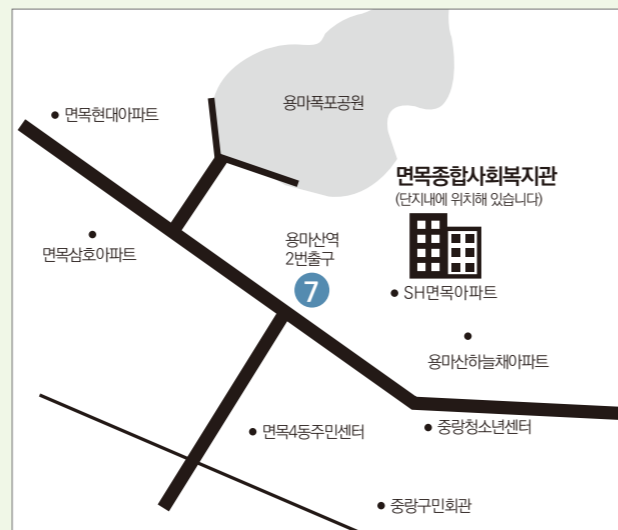 용마폭포공원
면목현대아파트
면목종합사회복지관
(단지내에 위치해 있습니다)
면목삼호아파트
용마산역
2번출구
7
SH면목아파트
용마산하늘채아파트
면목4동주민센터
중랑청소년센터
중랑구민회관